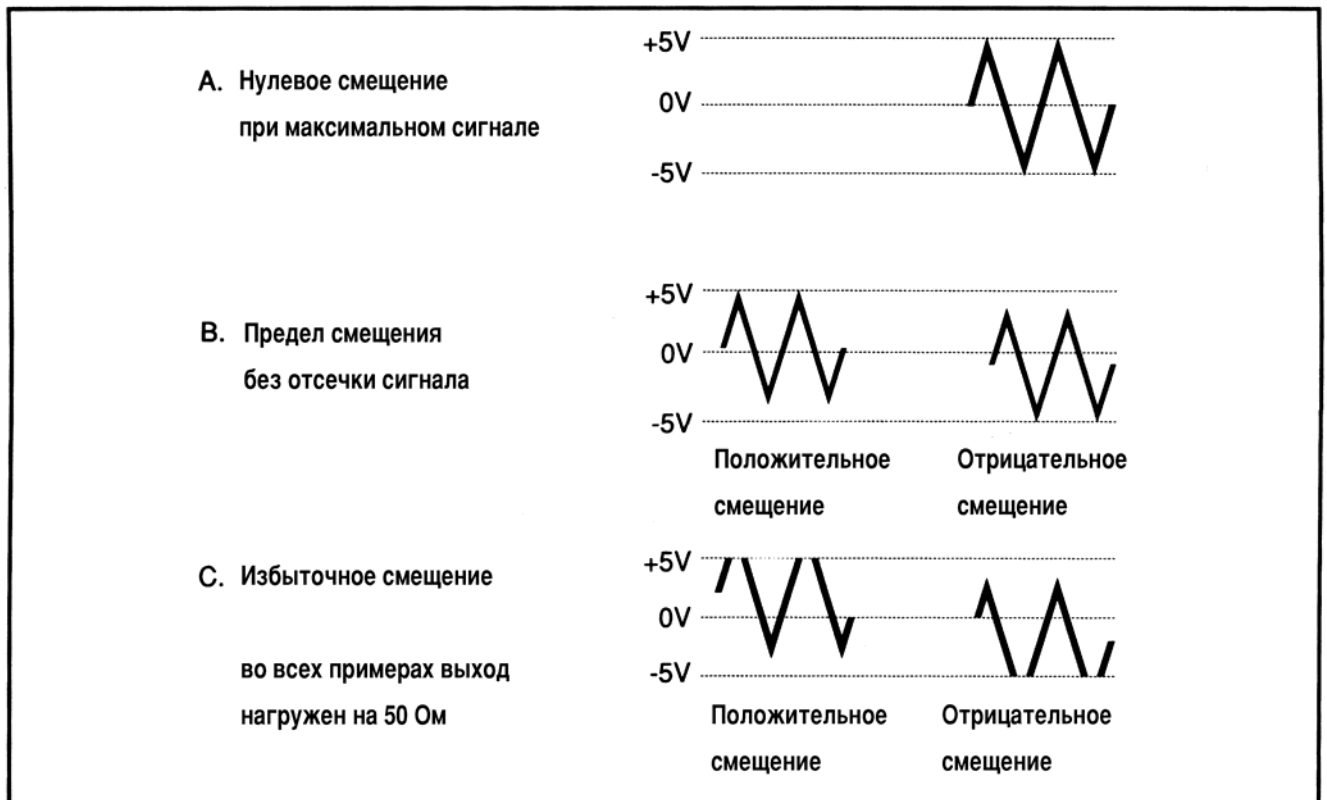 +5V
A. Нулевое смещение
0V
при максимальном сигнале
-5V
+5V
B. Предел смещения
0V
без отсечки сигнала
-5V
Положительное Отрицательное
смещение смещение
+5V
C. Избыточное смещение
0V
во всех примерах выход
-5V
нагружен на 50 Ом
Положительное Отрицательное
смещение смещение